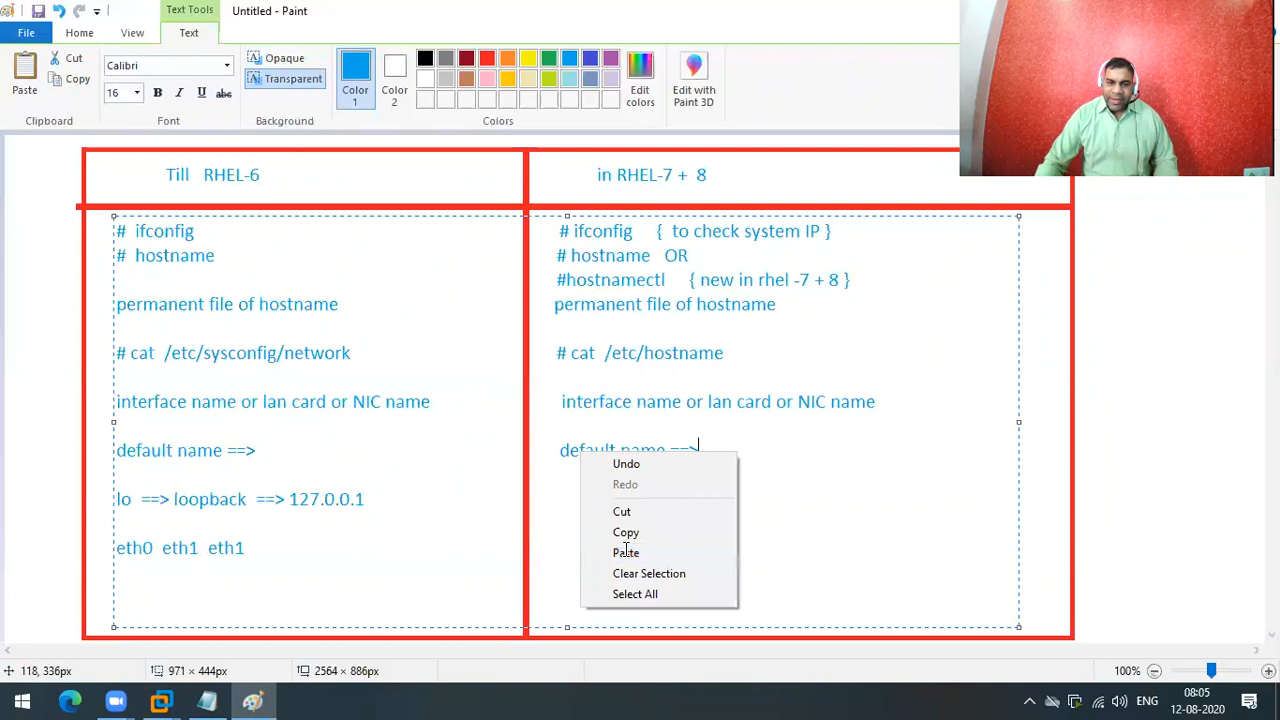 Text Tools
Untitled - Paint
File
Home
View
Text
Paste
Cut
Copy
Clipboard
Calibri
16
B I U abc
Font
Opaque
Transparent
Background
Color 1
Color 2
Edit colors
Edit with Paint 3D
Colors
Till RHEL-6
# ifconfig
# hostname
permanent file of hostname
# cat /etc/sysconfig/network
interface name or lan card or NIC name
default name ==>
lo ==> loopback ==> 127.0.0.1
eth0 eth1 eth1
in RHEL-7 + 8
# ifconfig { to check system IP }
# hostname OR
#hostnamectl { new in rhel -7 + 8 }
permanent file of hostname
# cat /etc/hostname
interface name or lan card or NIC name
default name ==>
Undo
Redo
Cut
Copy
Paste
Clear Selection
Select All
118, 336px
971 × 444px
2564 × 886px
100%
ENG
08:05
12-08-2020